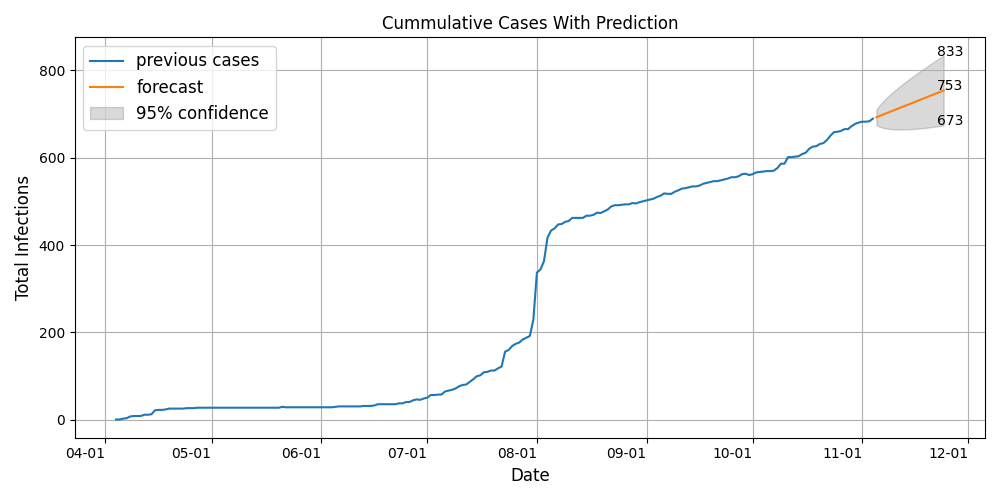 Cummulative Cases With Prediction
previous cases
forecast
95% confidence
833
753
673
800
600
400
200
0
Total Infections
04-01 05-01 06-01 07-01 08-01 09-01 10-01 11-01 12-01
Date